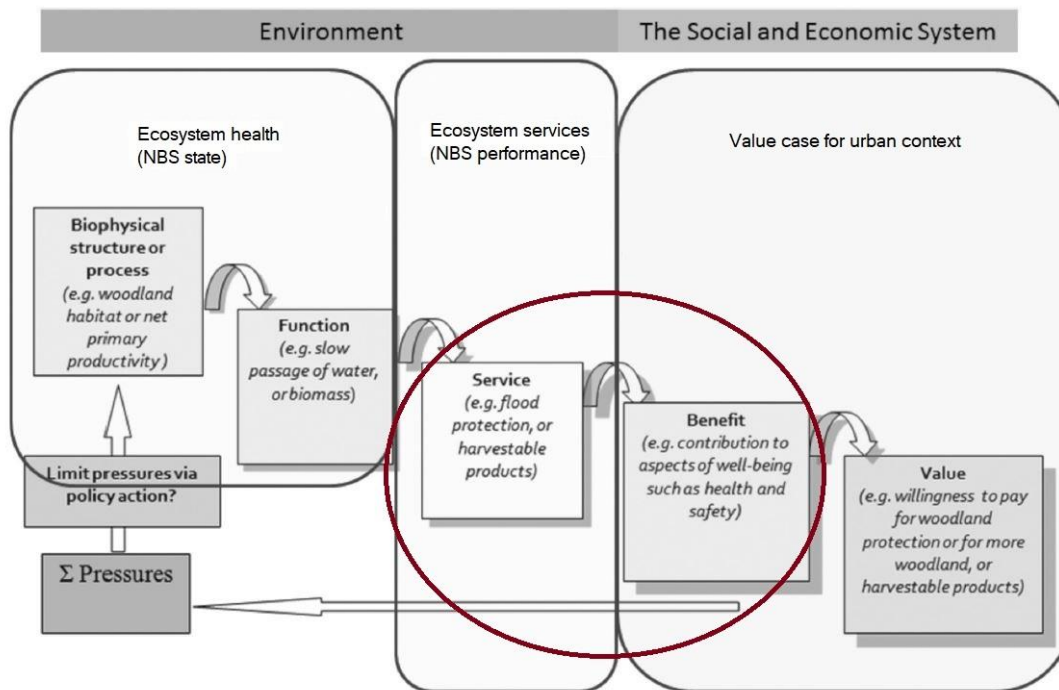 Environment
The Social and Economic System
Ecosystem health
(NBS state)
Ecosystem services
(NBS performance)
Value case for urban context
Biophysical
structure or
process
(e.g. woodland
habitat or net
primary
productivity)
Function
(e.g. slow
passage of water,
or biomass)
Service
(e.g. flood
protection, or
harvestable
products)
Benefit
(e.g. contribution to
aspects of well-being
such as health and
safety)
Value
(e.g. willingness to pay
for woodland
protection or for more
woodland, or
harvestable products)
Limit pressures via
policy action?
Σ Pressures